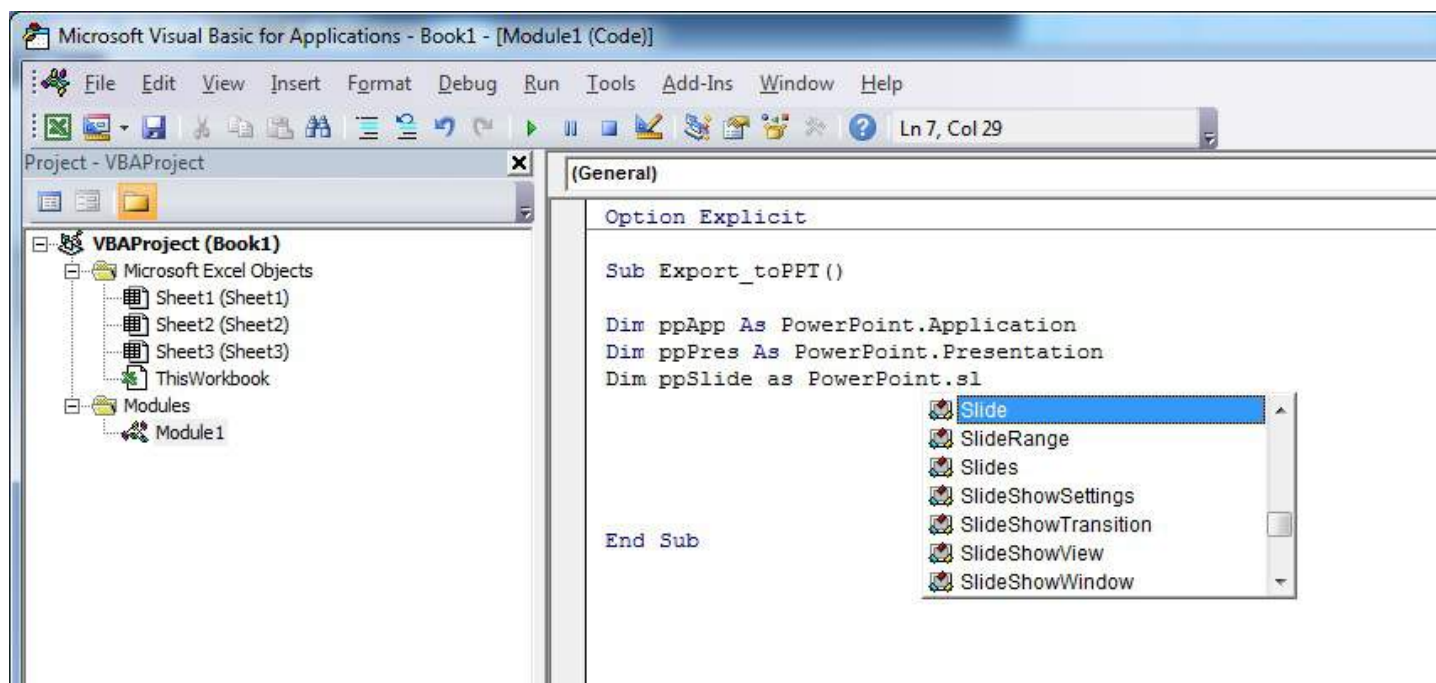 Microsoft Visual Basic for Applications - Book1 - [Module1 (Code)]
File Edit View Insert Format Debug Run Tools Add-Ins Window Help
Ln 7, Col 29
Project - VBAProject
(General)
VBAProject (Book1)
Microsoft Excel Objects
Sheet1 (Sheet1)
Sheet2 (Sheet2)
Sheet3 (Sheet3)
ThisWorkbook
Modules
Module1
Option Explicit
Sub Export_toPPT()
Dim ppApp As PowerPoint.Application
Dim ppPres As PowerPoint.Presentation
Dim ppSlide as PowerPoint.sl
Slide
SlideRange
Slides
SlideShowSettings
SlideShowTransition
SlideShowView
SlideShowWindow
End Sub